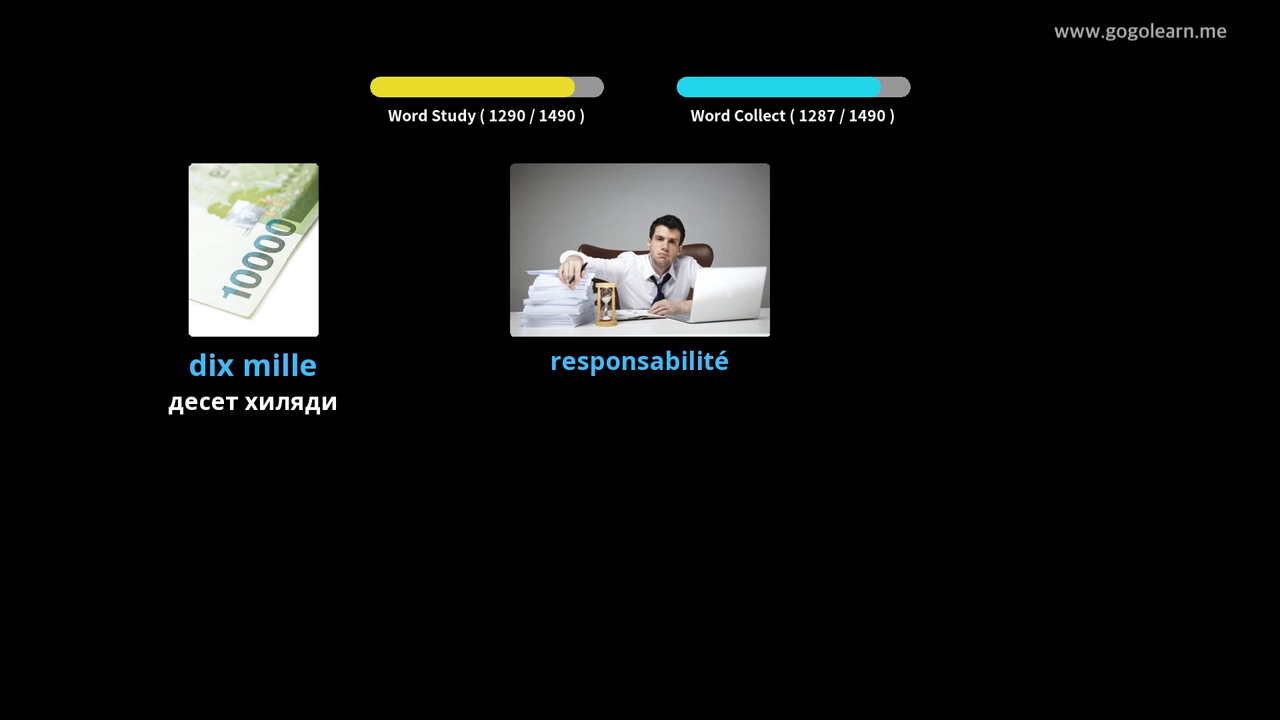 www.gogolearn.me
Word Study ( 1290 / 1490 )
Word Collect ( 1287 / 1490 )
10000
dix mille
десет хиляди
responsabilité